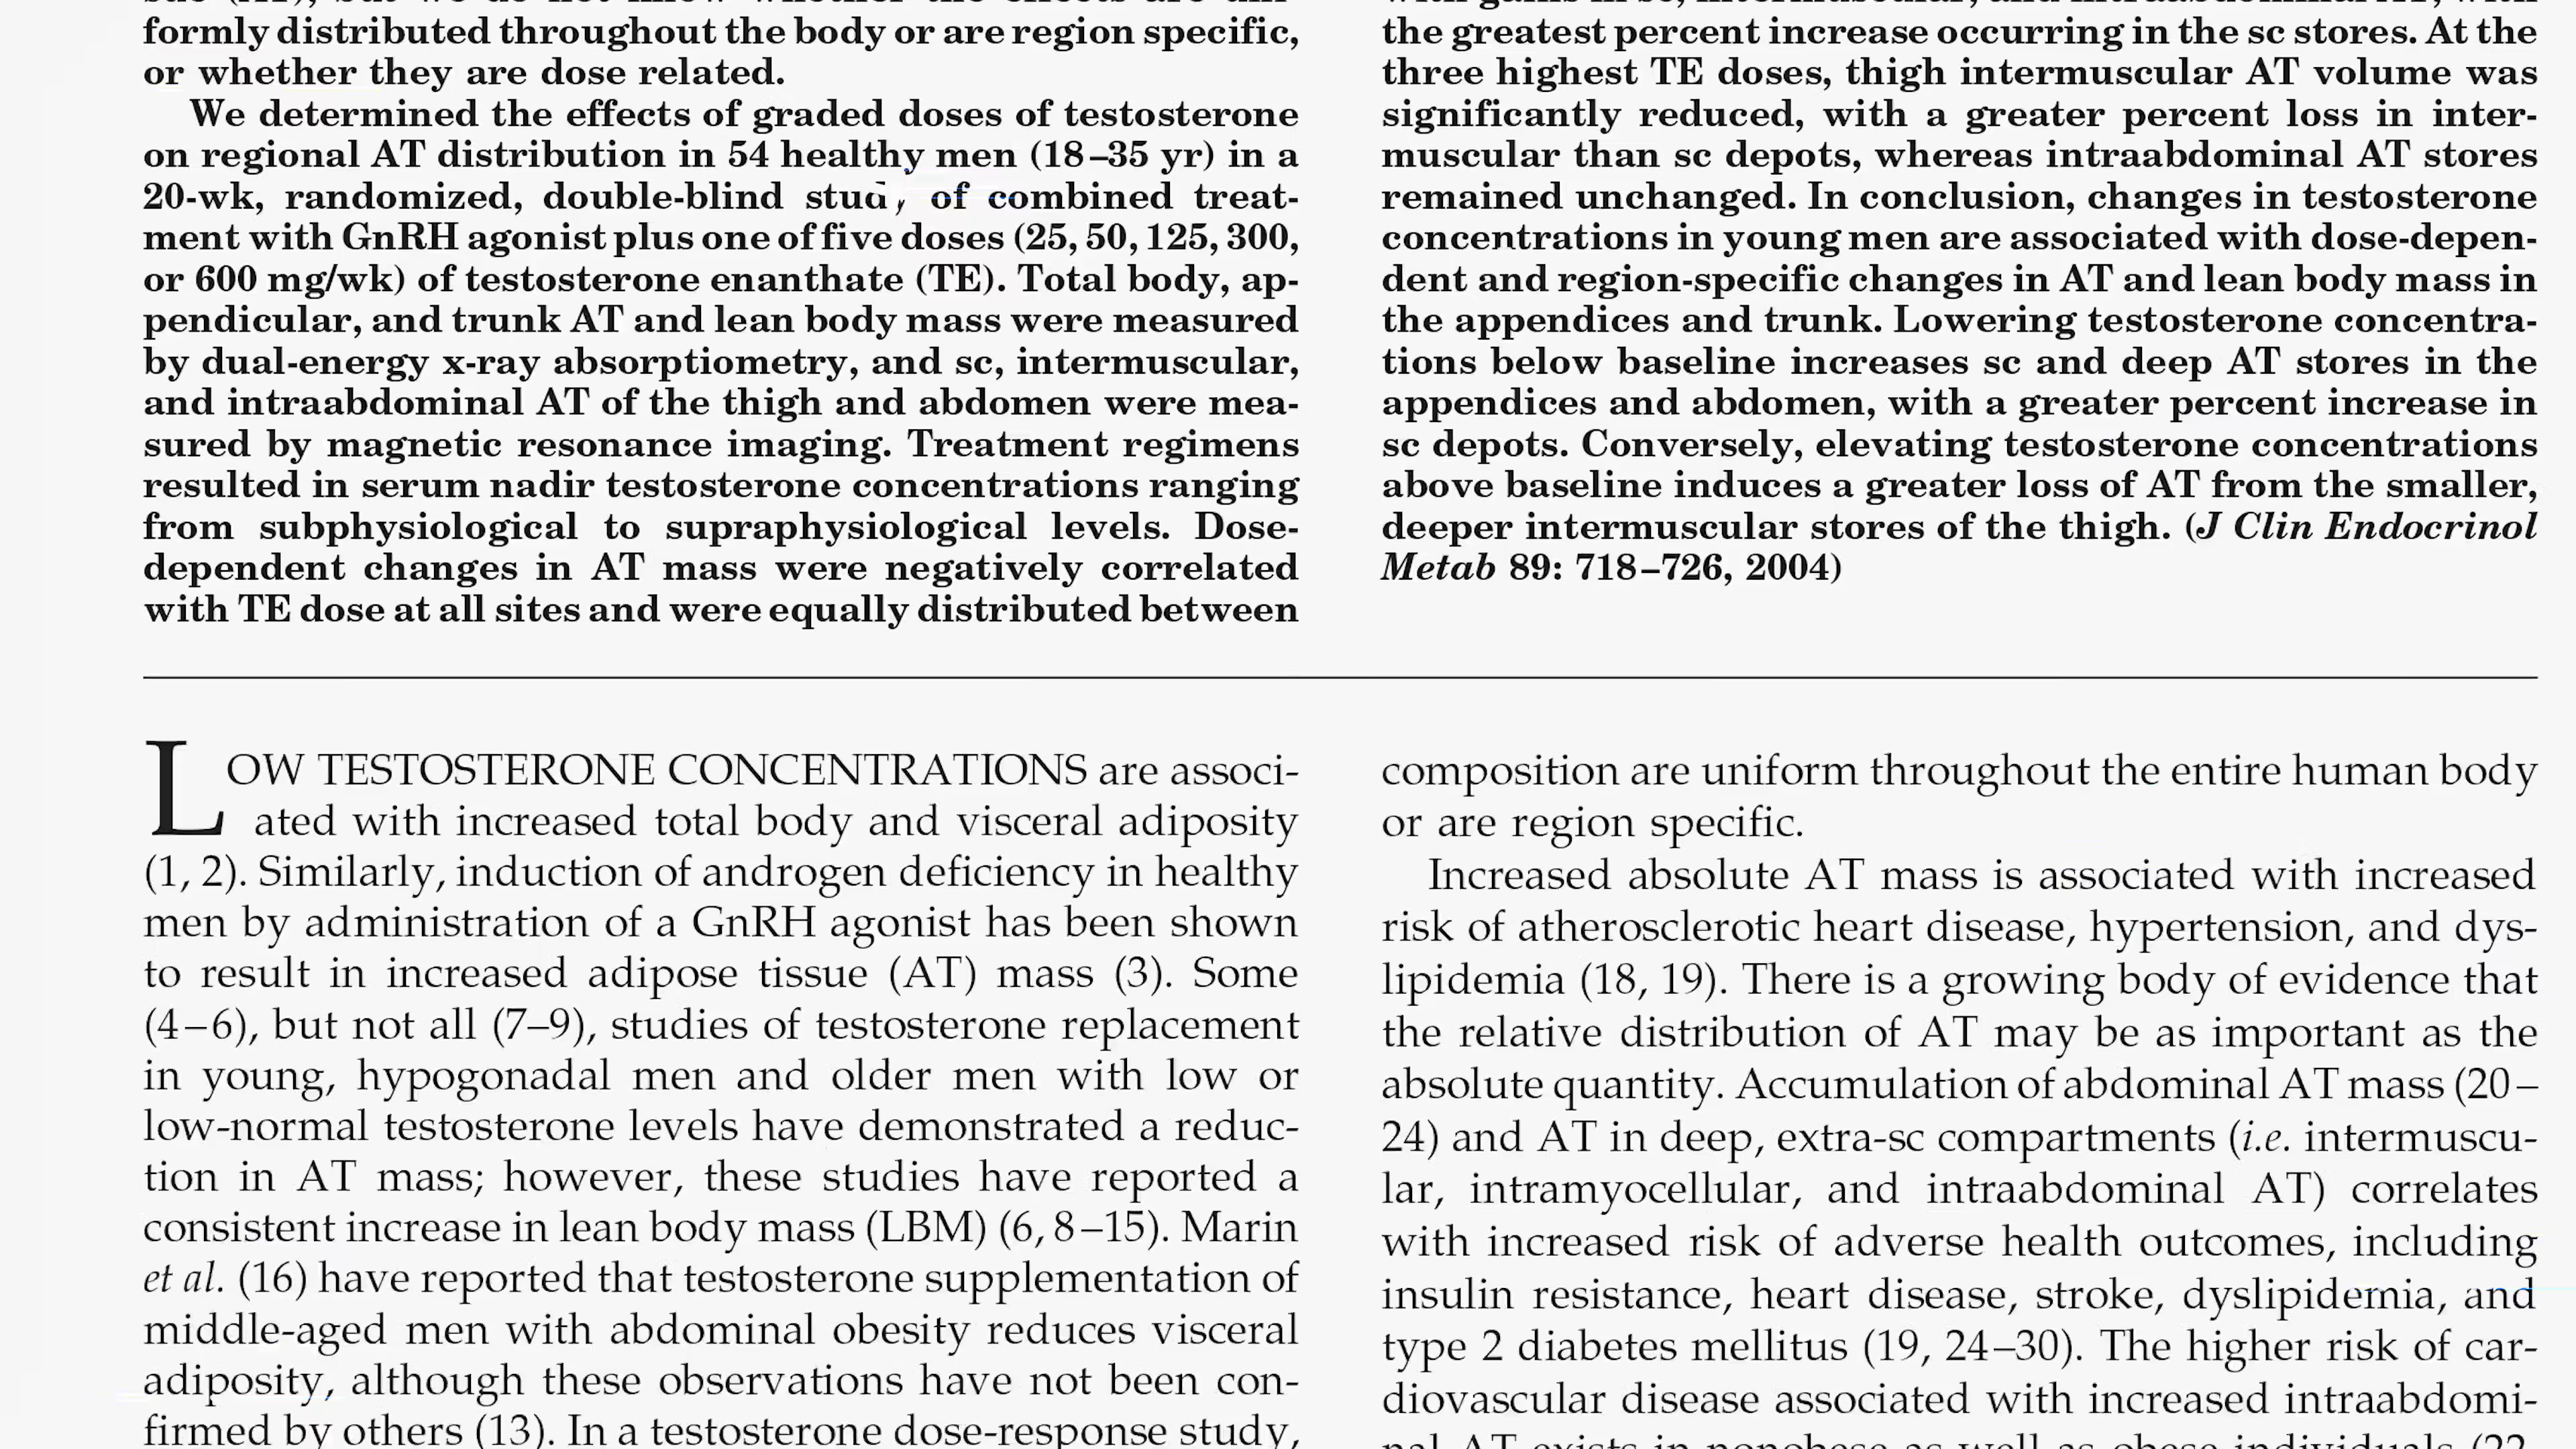 formly distributed throughout the body or are region specific,
or whether they are dose related.
We determined the effects of graded doses of testosterone
on regional AT distribution in 54 healthy men (18–35 yr) in a
20-wk, randomized, double-blind study of combined treat-
ment with GnRH agonist plus one of five doses (25, 50, 125, 300,
or 600 mg/wk) of testosterone enanthate (TE). Total body, ap-
pendicular, and trunk AT and lean body mass were measured
by dual-energy x-ray absorptiometry, and sc, intermuscular,
and intraabdominal AT of the thigh and abdomen were mea-
sured by magnetic resonance imaging. Treatment regimens
resulted in serum nadir testosterone concentrations ranging
from subphysiological to supraphysiological levels. Dose-
dependent changes in AT mass were negatively correlated
with TE dose at all sites and were equally distributed between
the greatest percent increase occurring in the sc stores. At the
three highest TE doses, thigh intermuscular AT volume was
significantly reduced, with a greater percent loss in inter-
muscular than sc depots, whereas intraabdominal AT stores
remained unchanged. In conclusion, changes in testosterone
concentrations in young men are associated with dose-depen-
dent and region-specific changes in AT and lean body mass in
the appendices and trunk. Lowering testosterone concentra-
tions below baseline increases sc and deep AT stores in the
appendices and abdomen, with a greater percent increase in
sc depots. Conversely, elevating testosterone concentrations
above baseline induces a greater loss of AT from the smaller,
deeper intermuscular stores of the thigh. (J Clin Endocrinol
Metab 89: 718–726, 2004)
LOW TESTOSTERONE CONCENTRATIONS are associ-
ated with increased total body and visceral adiposity
(1, 2). Similarly, induction of androgen deficiency in healthy
men by administration of a GnRH agonist has been shown
to result in increased adipose tissue (AT) mass (3). Some
(4–6), but not all (7–9), studies of testosterone replacement
in young, hypogonadal men and older men with low or
low-normal testosterone levels have demonstrated a reduc-
tion in AT mass; however, these studies have reported a
consistent increase in lean body mass (LBM) (6, 8–15). Marin
et al. (16) have reported that testosterone supplementation of
middle-aged men with abdominal obesity reduces visceral
adiposity, although these observations have not been con-
firmed by others (13). In a testosterone dose-response study,
composition are uniform throughout the entire human body
or are region specific.
Increased absolute AT mass is associated with increased
risk of atherosclerotic heart disease, hypertension, and dys-
lipidemia (18, 19). There is a growing body of evidence that
the relative distribution of AT may be as important as the
absolute quantity. Accumulation of abdominal AT mass (20–
24) and AT in deep, extra-sc compartments (i.e. intermuscu-
lar, intramyocellular, and intraabdominal AT) correlates
with increased risk of adverse health outcomes, including
insulin resistance, heart disease, stroke, dyslipidemia, and
type 2 diabetes mellitus (19, 24–30). The higher risk of car-
diovascular disease associated with increased intraabdomi-